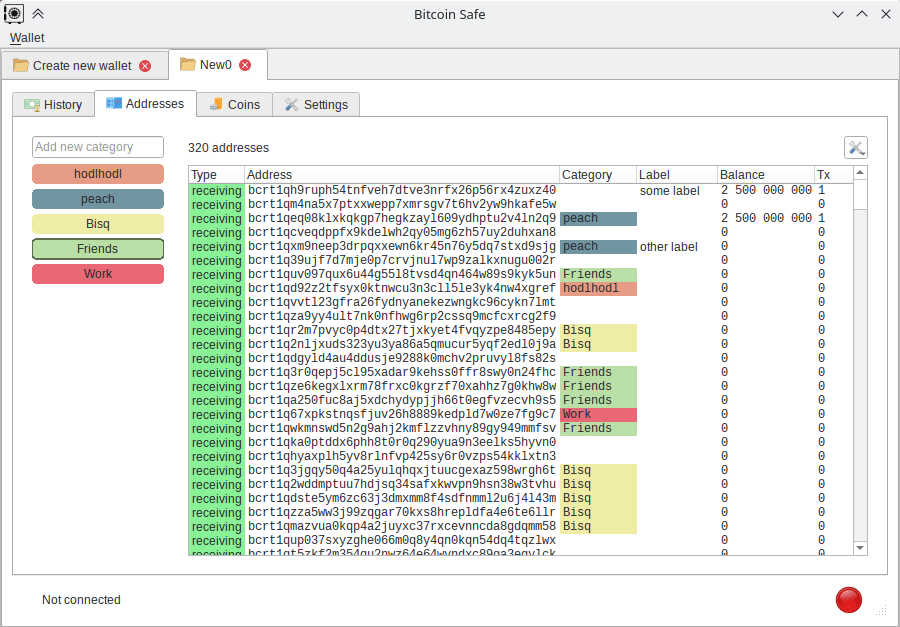 Bitcoin Safe
Wallet
Create new wallet
New0
History
Addresses
Coins
Settings
Add new category
hodlhodl
peach
Bisq
Friends
Work
320 addresses
Type Address Category Label Balance Tx
receiving bcrt1qh9ruph54tnfveh7dtve3nrfx26p56rx4zuxz40 some label 2 500 000 000 1
receiving bcrt1qm4na5x7ptxxwepp7xmrsgv7t6hv2yw9hkafe5w 0 0
receiving bcrt1qeq08klxkqkgp7hegkzayl609ydhptu2v4ln2q9 peach 2 500 000 000 1
receiving bcrt1qcveqdppfx9kdelwh2qy05mg6zh57uy2duhxan8 0 0
receiving bcrt1qxm9neep3drpqxxewn6kr45n76y5dq7stxd9sjg peach other label 0 0
receiving bcrt1q39ujf7d7mje0p7crvjnul7wp9zalkxnugu002r 0 0
receiving bcrt1quv097qux6u44g55l8tvsd4qn464w89s9kyk5un Friends 0 0
receiving bcrt1qd92z2tfsyx0ktnwcu3n3cll5le3yk4nw4xgref hodlhodl 0 0
receiving bcrt1qvvtl23gfra26fydnyanekezwngkc96cykn7lmt 0 0
receiving bcrt1qza9yy4ult7nk0nfhwg6rp2cssq9mcfcxrcg2f9 0 0
receiving bcrt1qr2m7pvyc0p4dtx27tjxkyet4fvqyzpe8485epy Bisq 0 0
receiving bcrt1q2nljxuds323yu3ya86a5qmucur5yqf2edl0j9a Bisq 0 0
receiving bcrt1qdgyld4au4ddusje9288k0mchv2pruvyl8fs82s 0 0
receiving bcrt1q3r0qepj5cl95xadar9kehss0ffr8swy0n24fhc Friends 0 0
receiving bcrt1qze6kegxlxrm78frxc0kgrzf70xahhz7g0khw8w Friends 0 0
receiving bcrt1qa250fuc8aj5xdchydypjjh66t0egfvzecvh9s5 Friends 0 0
receiving bcrt1q67xpkstnqsfjuv26h8889kedpld7w0ze7fg9c7 Work 0 0
receiving bcrt1qwkmnswd5n2g9ahj2kmflzzvhny89gy949mmfsv Friends 0 0
receiving bcrt1qka0ptddx6phh8t0r0q290yua9n3eelks5hyvn0 0 0
receiving bcrt1qhyaxplh5yv8rlnfvp425sy6r0vzps54kklxtn3 0 0
receiving bcrt1q3jgqy50q4a25yulqhqxjtuucgexaz598wrgh6t Bisq 0 0
receiving bcrt1q2wddmptuu7hdjsq34safxkwvpn9hsn38w3tvhu Bisq 0 0
receiving bcrt1qdste5ym6zc63j3dmxmm8f4sdfnmml2u6j4l43m Bisq 0 0
receiving bcrt1qzza5ww3j99zqgar70kxs8hrepldfa4e6te6llr Bisq 0 0
receiving bcrt1qmazvua0kqp4a2juyxc37rxcevnncda8gdqmm58 Bisq 0 0
receiving bcrt1qup037sxyzghe066m0q8y4qn0kqn54dq4tqzlwx 0 0
receiving 0 0
Not connected